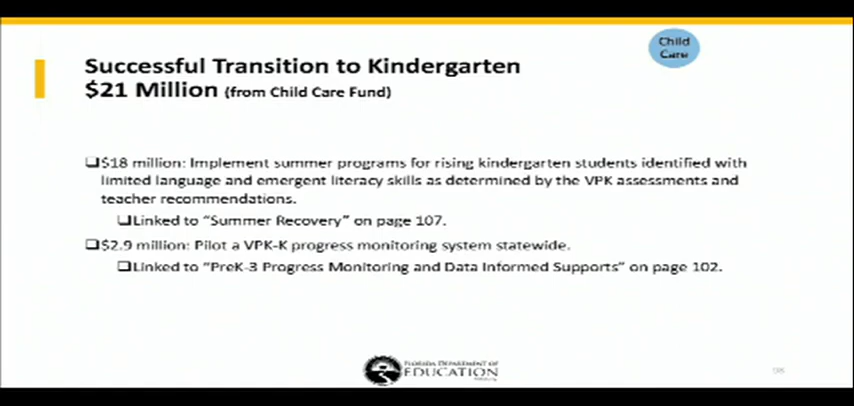 Child
Care
Successful Transition to Kindergarten
$21 Million (from Child Care Fund)
❑$18 million: Implement summer programs for rising kindergarten students identified with
limited language and emergent literacy skills as determined by the VPK assessments and
teacher recommendations.
❑Linked to “Summer Recovery” on page 107.
❑$2.9 million: Pilot a VPK-K progress monitoring system statewide.
❑Linked to “PreK-3 Progress Monitoring and Data Informed Supports” on page 102.
FLORIDA DEPARTMENT OF
EDUCATION
98